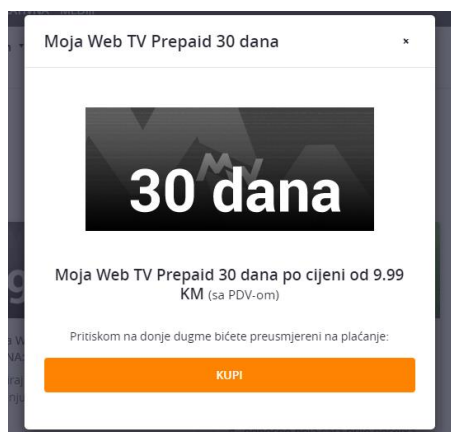 Moja Web TV Prepaid 30 dana
×
30 dana
Moja Web TV Prepaid 30 dana po cijeni od 9.99
KM (sa PDV-om)
Pritiskom na donje dugme bićete preusmjereni na plaćanje:
KUPI